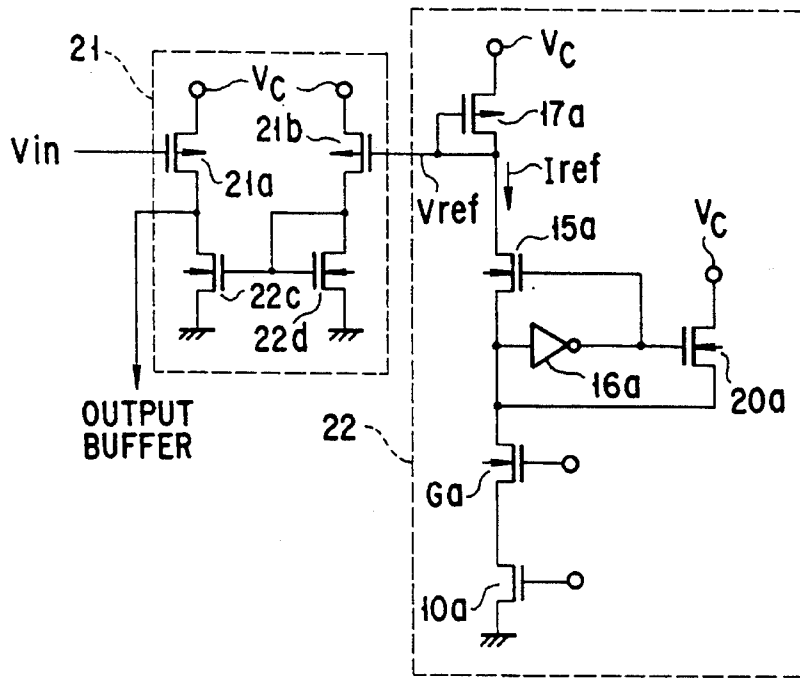 21
VC
Vin
21b
21a
22c
22d
OUTPUT
BUFFER
22
VC
17a
Vref
Iref
15a
VC
16a
20a
Ga
10a